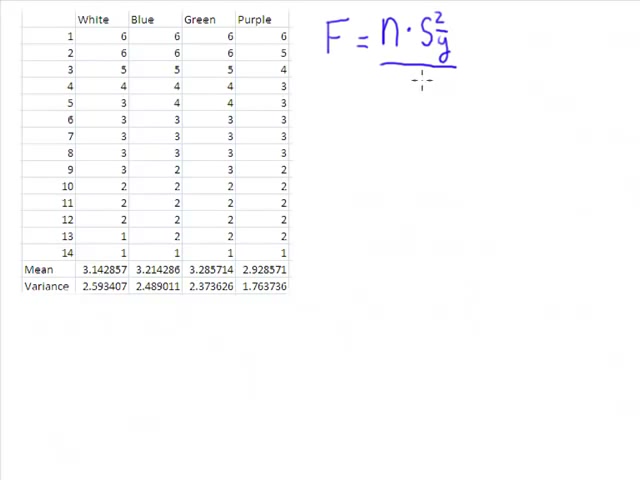 White Blue Green Purple
1 6 6 6 6
2 6 6 6 5
3 5 5 5 4
4 4 4 4 3
5 3 4 4 3
6 3 3 3 3
7 3 3 3 3
8 3 3 3 3
9 3 2 3 2
10 2 2 2 2
11 2 2 2 2
12 2 2 2 2
13 1 2 2 2
14 1 1 1 1
Mean 3.142857 3.214286 3.285714 2.928571
Variance 2.593407 2.489011 2.373626 1.763736
F = n · S²ȳ